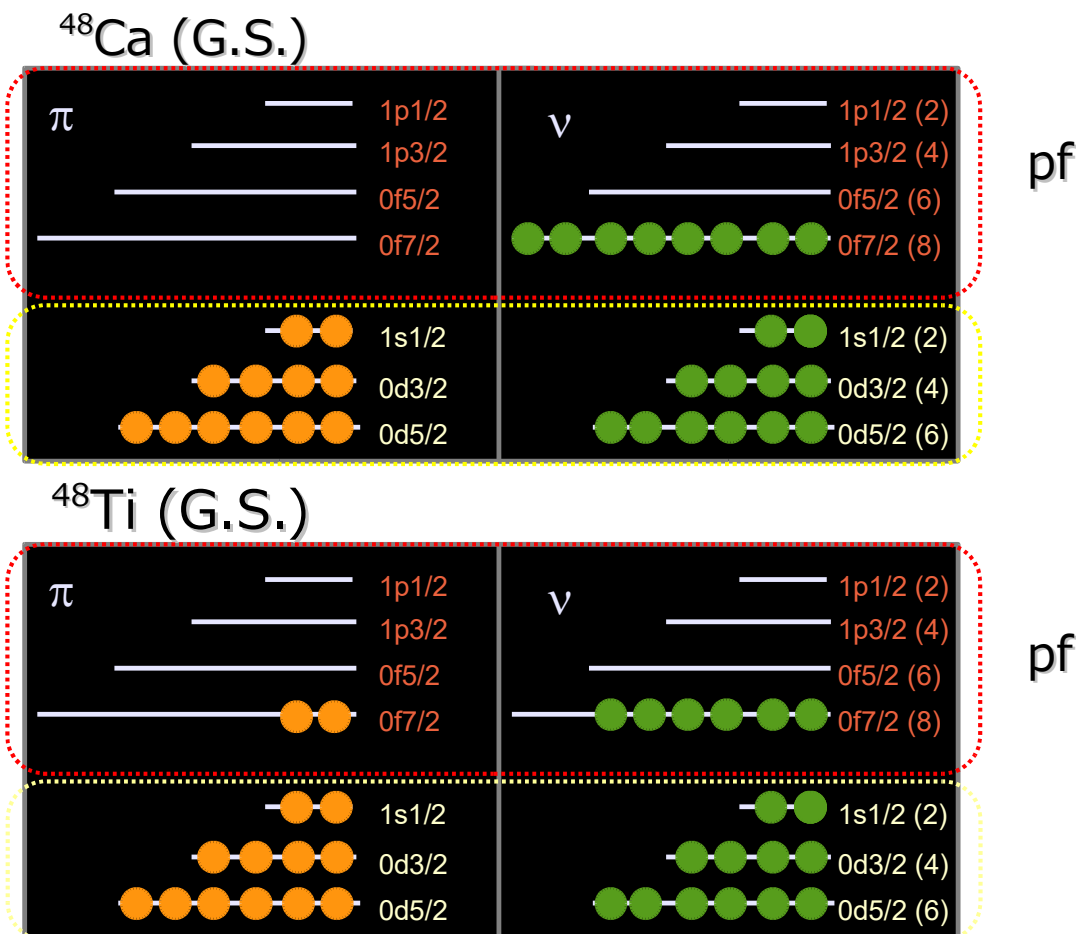 ⁴⁸Ca (G.S.)
π
ν
1p1/2
1p1/2 (2)
1p3/2
1p3/2 (4)
pf
0f5/2
0f5/2 (6)
0f7/2
0f7/2 (8)
1s1/2
1s1/2 (2)
0d3/2
0d3/2 (4)
0d5/2
0d5/2 (6)
⁴⁸Ti (G.S.)
π
ν
1p1/2
1p1/2 (2)
1p3/2
1p3/2 (4)
pf
0f5/2
0f5/2 (6)
0f7/2
0f7/2 (8)
1s1/2
1s1/2 (2)
0d3/2
0d3/2 (4)
0d5/2
0d5/2 (6)